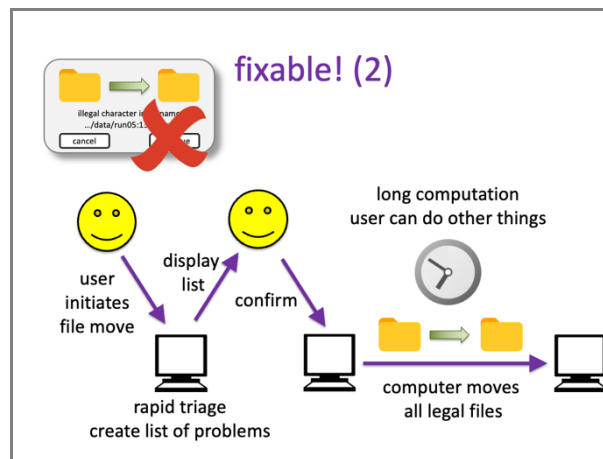 fixable! (2)
illegal character in name
.../data/run05:1
cancel
long computation
user can do other things
display
list
user
initiates
file move
confirm
computer moves
all legal files
rapid triage
create list of problems